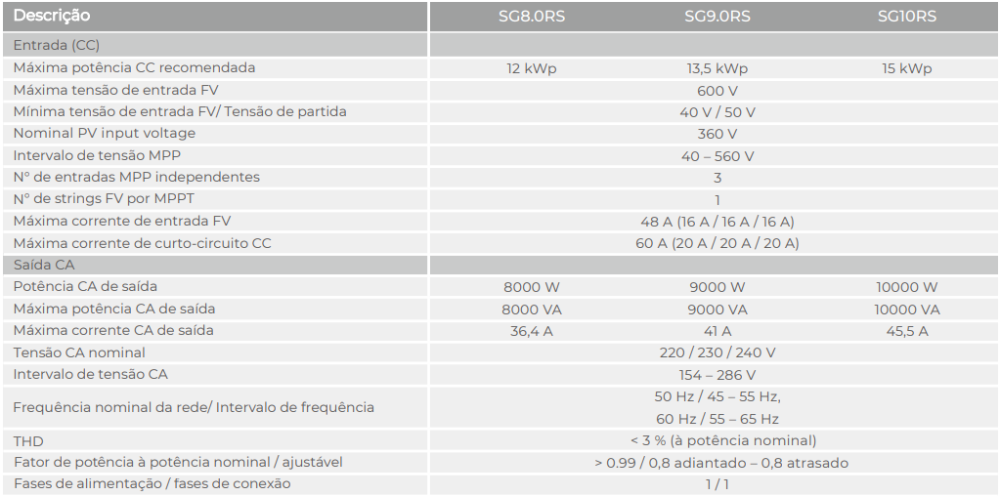 Descrição SG8.0RS SG9.0RS SG10RS
Entrada (CC)
Máxima potência CC recomendada 12 kWp 13,5 kWp 15 kWp
Máxima tensão de entrada FV 600 V
Mínima tensão de entrada FV/ Tensão de partida 40 V / 50 V
Nominal PV input voltage 360 V
Intervalo de tensão MPP 40 – 560 V
N° de entradas MPP independentes 3
N° de strings FV por MPPT 1
Máxima corrente de entrada FV 48 A (16 A / 16 A / 16 A)
Máxima corrente de curto-circuito CC 60 A (20 A / 20 A / 20 A)
Saída CA
Potência CA de saída 8000 W 9000 W 10000 W
Máxima potência CA de saída 8000 VA 9000 VA 10000 VA
Máxima corrente CA de saída 36,4 A 41 A 45,5 A
Tensão CA nominal 220 / 230 / 240 V
Intervalo de tensão CA 154 – 286 V
Frequência nominal da rede/ Intervalo de frequência 50 Hz / 45 – 55 Hz,
60 Hz / 55 – 65 Hz
THD < 3 % (à potência nominal)
Fator de potência à potência nominal / ajustável > 0.99 / 0,8 adiantado – 0,8 atrasado
Fases de alimentação / fases de conexão 1 / 1